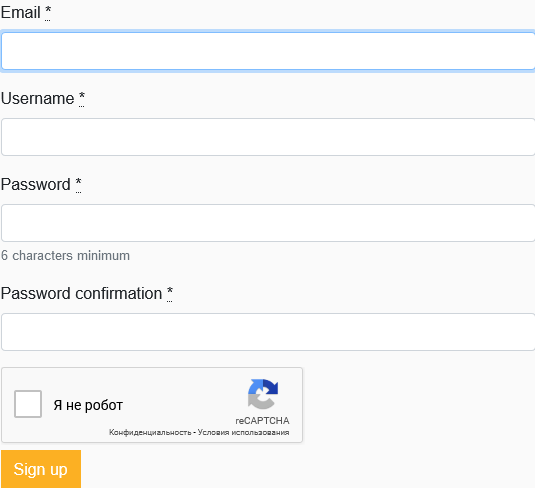 Email *
Username *
Password *
6 characters minimum
Password confirmation *
Я не робот
reCAPTCHA
Конфиденциальность - Условия использования
Sign up